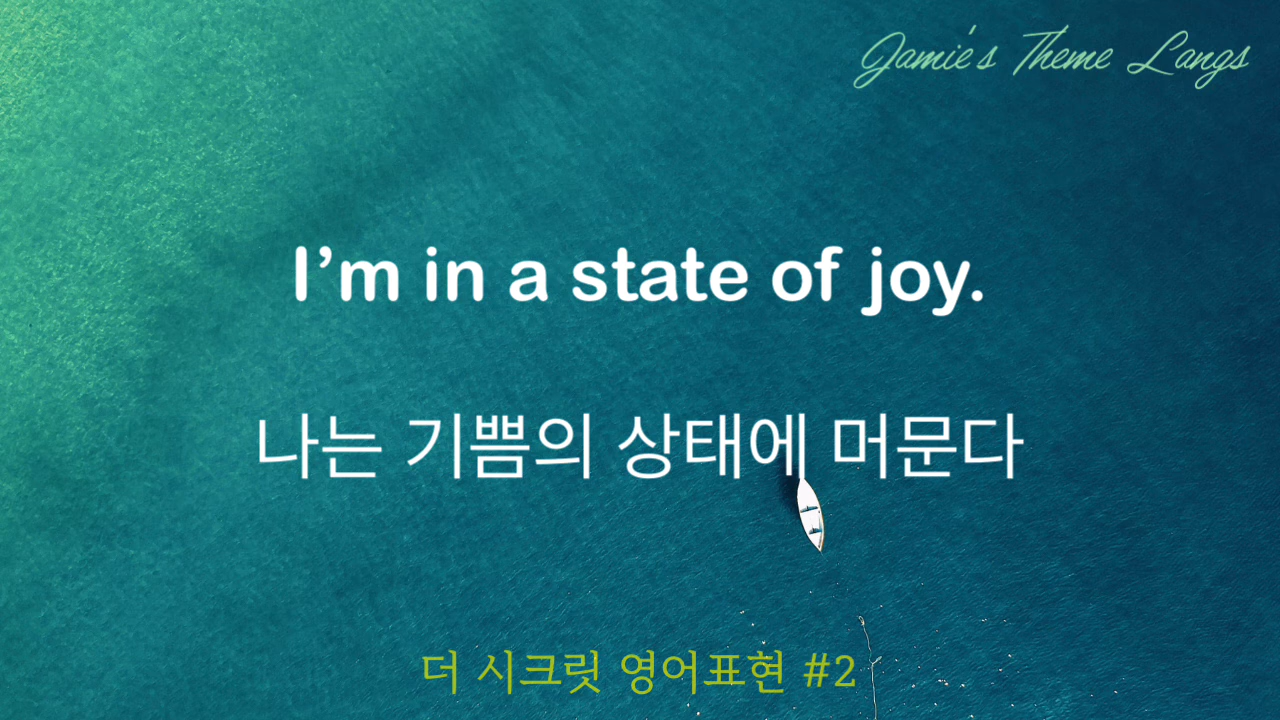 Jamie's Theme Langs
I’m in a state of joy.
나는 기쁨의 상태에 머문다
더 시크릿 영어표현 #2